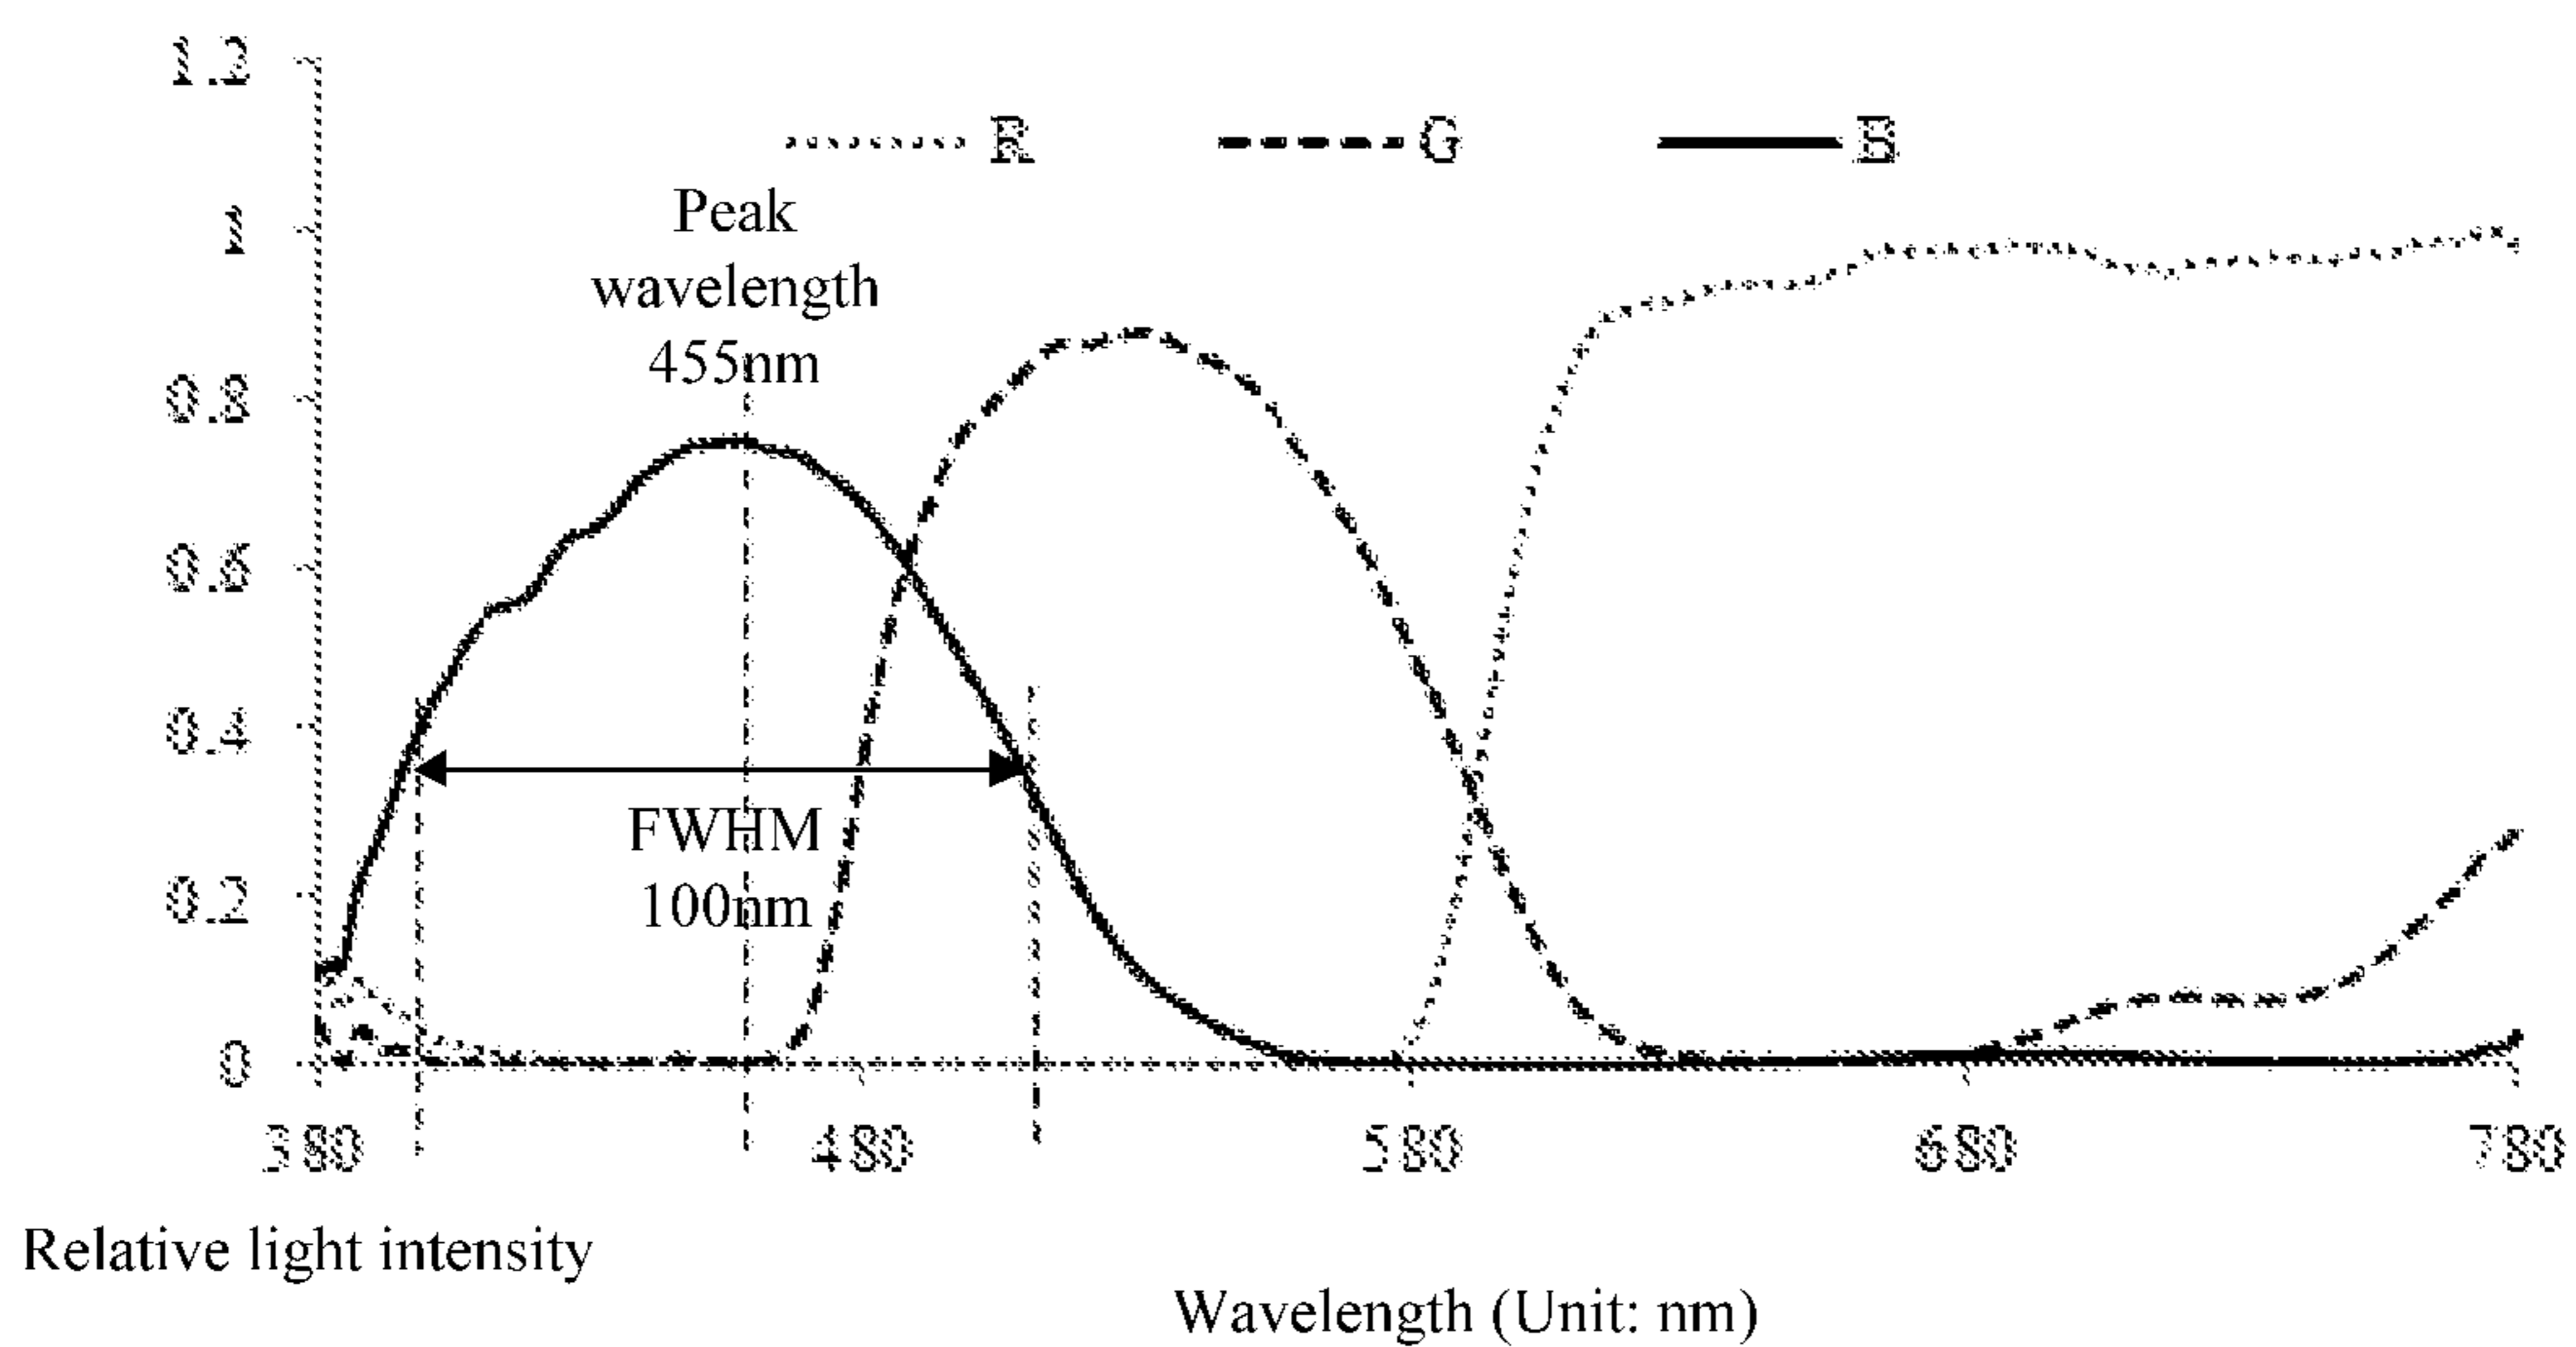 1.2
R G B
Peak
wavelength
455nm
1
0.8
0.6
0.4
FWHM
100nm
0.2
0
380 480 580 680 780
Relative light intensity
Wavelength (Unit: nm)